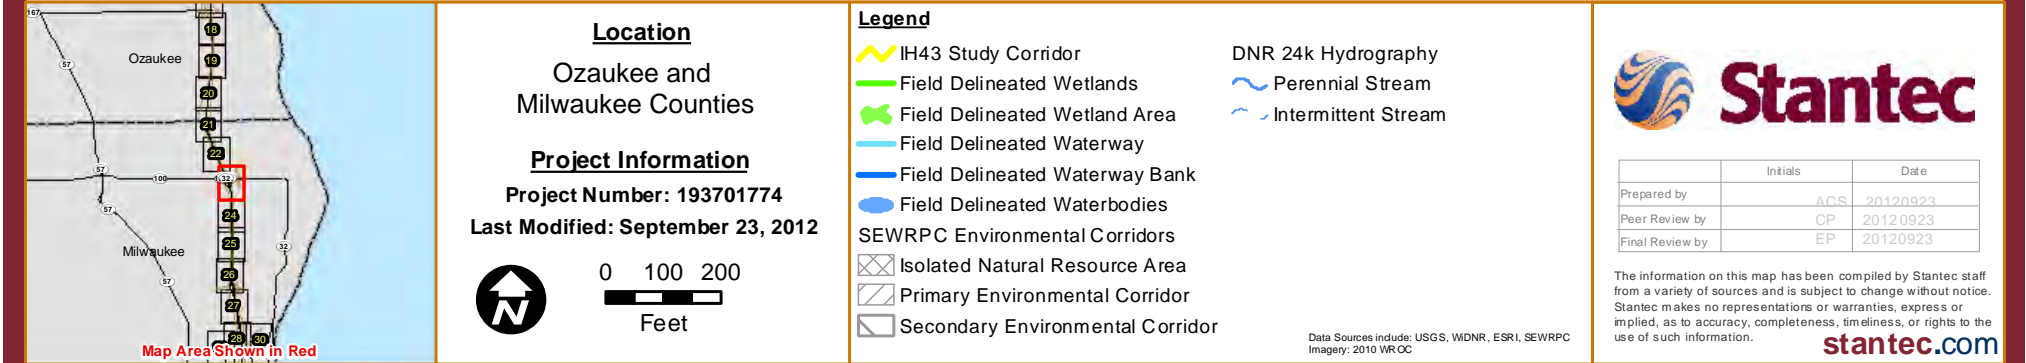 167
18
Ozaukee
19
57
20
21
22
57
100
32
57
24
25
32
Milwaukee
26
57
27
28
30
Map Area Shown in Red
Location
Ozaukee and
Milwaukee Counties
Project Information
Project Number: 193701774
Last Modified: September 23, 2012
N
0 100 200
Feet
Legend
IH43 Study Corridor
Field Delineated Wetlands
Field Delineated Wetland Area
Field Delineated Waterway
Field Delineated Waterway Bank
Field Delineated Waterbodies
SEWRPC Environmental Corridors
Isolated Natural Resource Area
Primary Environmental Corridor
Secondary Environmental Corridor
DNR 24k Hydrography
Perennial Stream
Intermittent Stream
Data Sources include: USGS, WiDNR, ESRI, SEWRPC
Imagery: 2010 WROC
Stantec
Initials Date
Prepared by ACS 20120923
Peer Review by CP 20120923
Final Review by EP 20120923
The information on this map has been compiled by Stantec staff
from a variety of sources and is subject to change without notice.
Stantec makes no representations or warranties, express or
implied, as to accuracy, completeness, timeliness, or rights to the
use of such information.
stantec.com